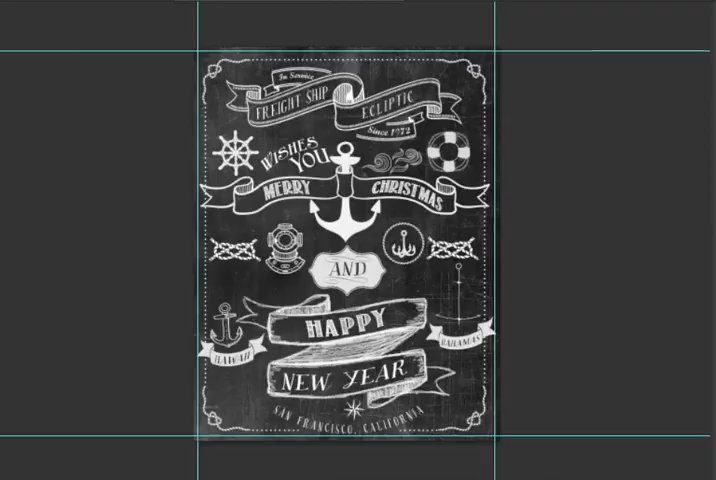 In Service
FREIGHT SHIP
ECLIPTIC
Since 1972
WISHES
YOU
MERRY CHRISTMAS
AND
HAPPY
HAWAII
BAHAMAS
NEW YEAR
SAN FRANCISCO, CALIFORNIA